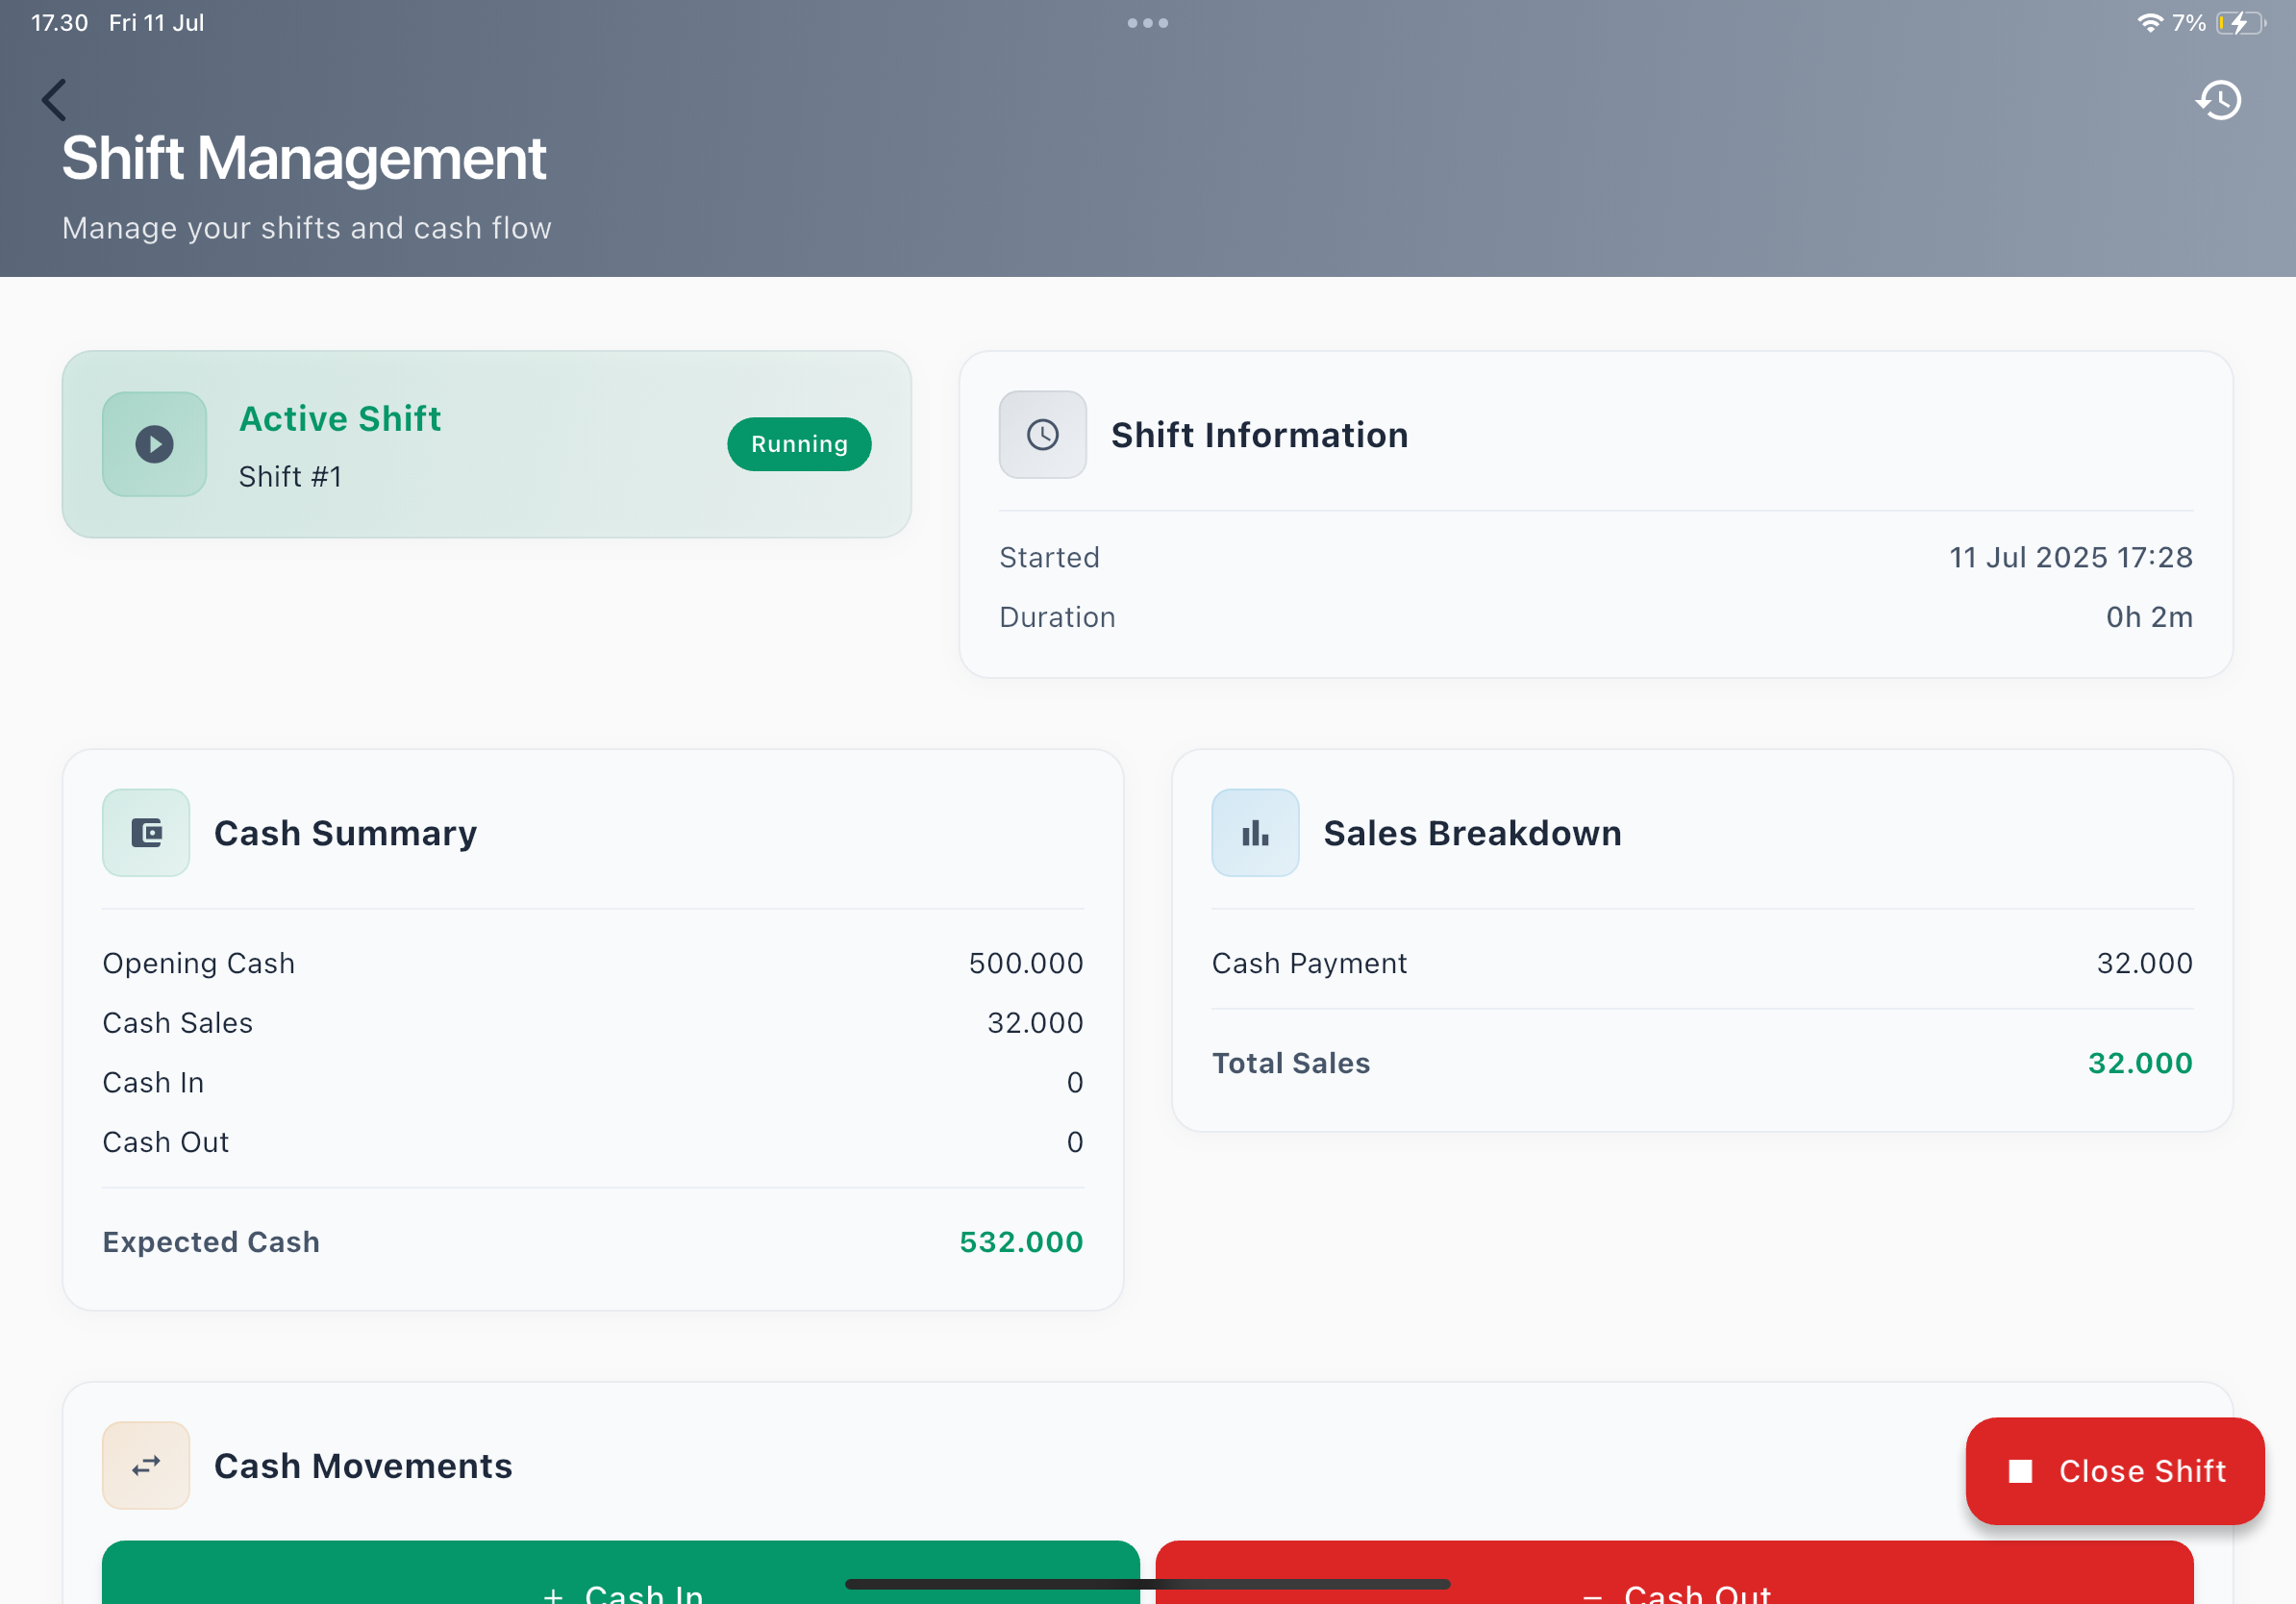 17.30 Fri 11 Jul
7%
Shift Management
Manage your shifts and cash flow
Active Shift
Shift #1
Running
Shift Information
Started 11 Jul 2025 17:28
Duration 0h 2m
Cash Summary
Opening Cash 500.000
Cash Sales 32.000
Cash In 0
Cash Out 0
Expected Cash 532.000
Sales Breakdown
Cash Payment 32.000
Total Sales 32.000
Cash Movements
Close Shift
+ Cash In
− Cash Out